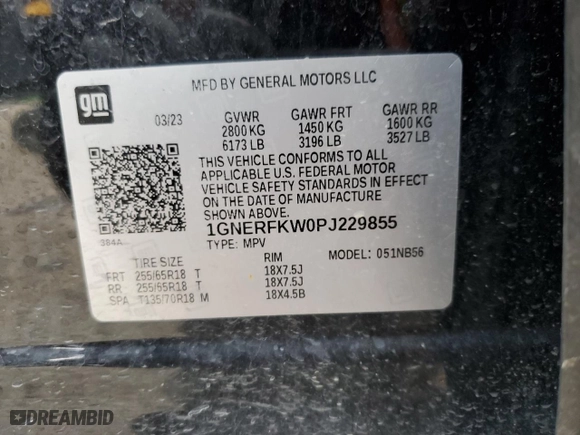 MFD BY GENERAL MOTORS LLC
gm
03/23 GVWR GAWR FRT GAWR RR
2800 KG 1450 KG 1600 KG
6173 LB 3196 LB 3527 LB
THIS VEHICLE CONFORMS TO ALL
APPLICABLE U.S. FEDERAL MOTOR
VEHICLE SAFETY STANDARDS IN EFFECT
ON THE DATE OF MANUFACTURE
SHOWN ABOVE.
384A
1GNERFKW0PJ229855
TYPE: MPV
TIRE SIZE RIM MODEL: 051NB56
FRT 255/65R18 T 18X7.5J
RR 255/65R18 T 18X7.5J
SPA T135/70R18 M 18X4.5B
DREAMBID